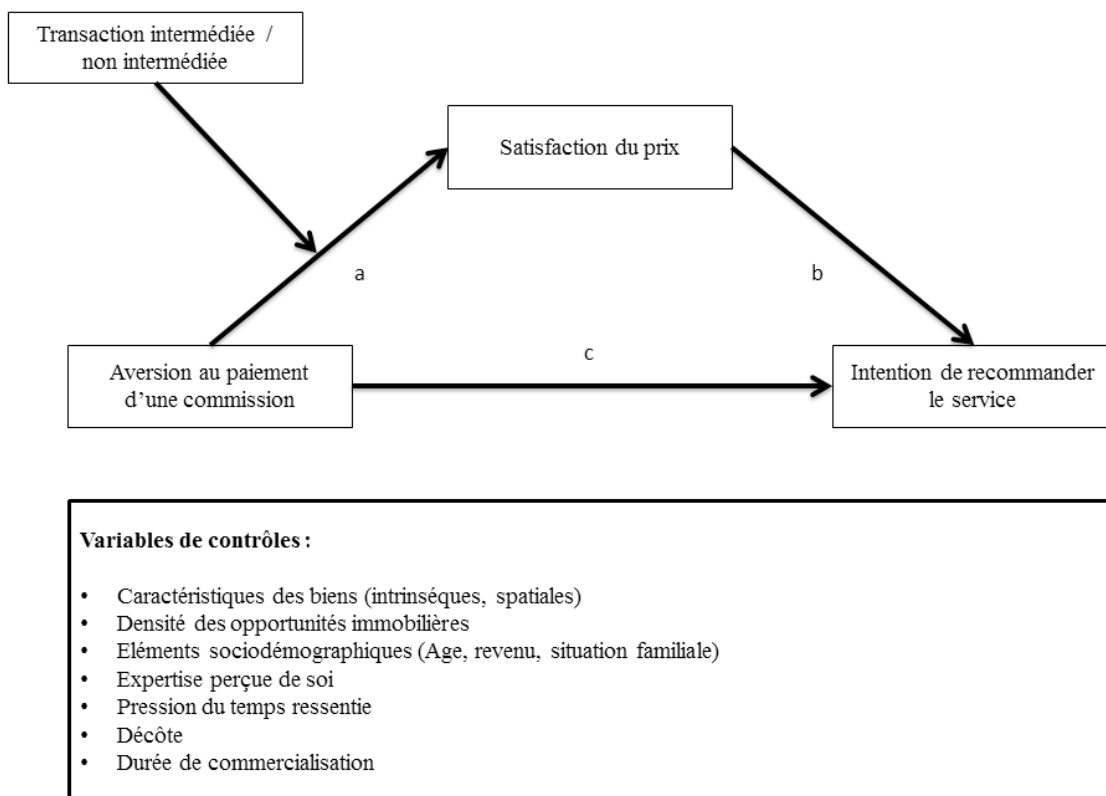 Transaction intermédiée /
non intermédiée
Satisfaction du prix
a
b
c
Aversion au paiement
d'une commission
Intention de recommander
le service
Variables de contrôles :
• Caractéristiques des biens (intrinséques, spatiales)
• Densité des opportunités immobilières
• Eléments sociodémographiques (Age, revenu, situation familiale)
• Expertise perçue de soi
• Pression du temps ressentie
• Décôte
• Durée de commercialisation